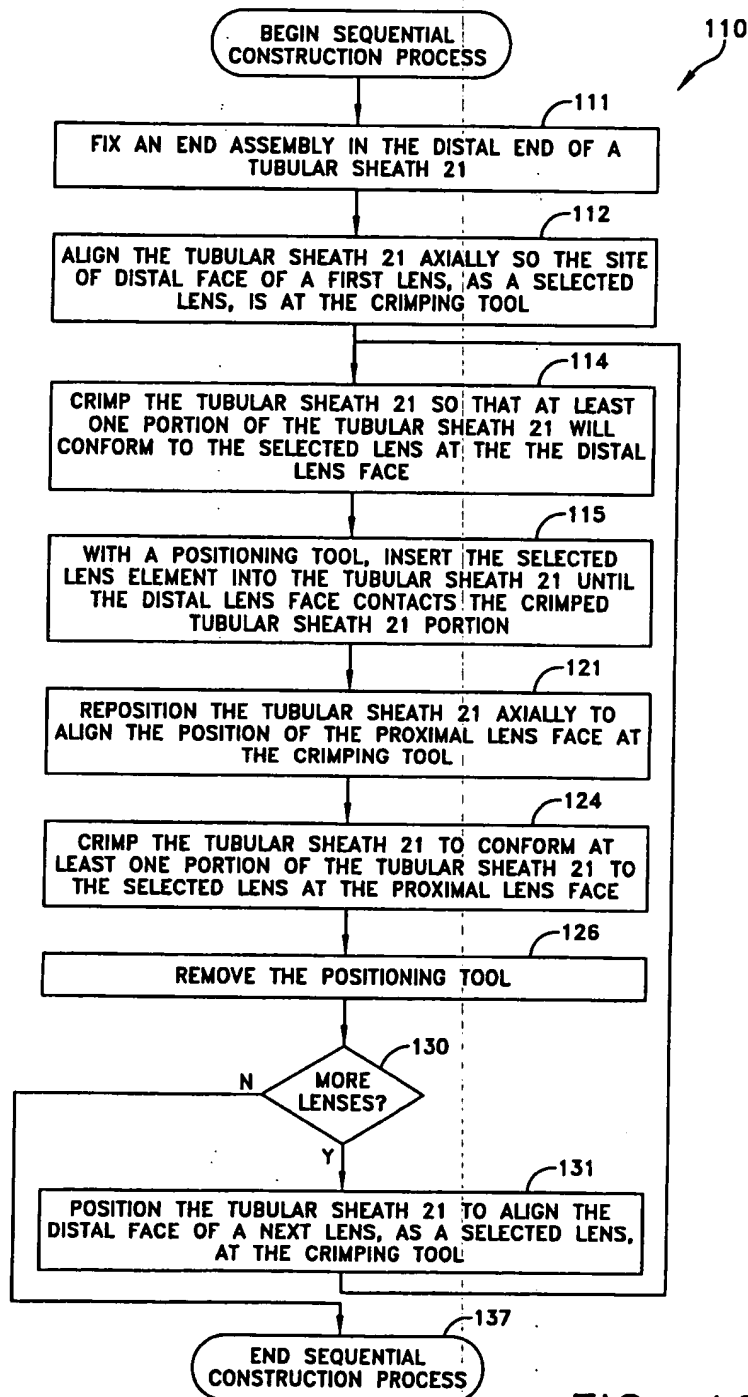 BEGIN SEQUENTIAL
CONSTRUCTION PROCESS
110
111
FIX AN END ASSEMBLY IN THE DISTAL END OF A
TUBULAR SHEATH 21
112
ALIGN THE TUBULAR SHEATH 21 AXIALLY SO THE SITE
OF DISTAL FACE OF A FIRST LENS, AS A SELECTED
LENS, IS AT THE CRIMPING TOOL
114
CRIMP THE TUBULAR SHEATH 21 SO THAT AT LEAST
ONE PORTION OF THE TUBULAR SHEATH 21 WILL
CONFORM TO THE SELECTED LENS AT THE THE DISTAL
LENS FACE
115
WITH A POSITIONING TOOL, INSERT THE SELECTED
LENS ELEMENT INTO THE TUBULAR SHEATH 21 UNTIL
THE DISTAL LENS FACE CONTACTS THE CRIMPED
TUBULAR SHEATH 21 PORTION
121
REPOSITION THE TUBULAR SHEATH 21 AXIALLY TO
ALIGN THE POSITION OF THE PROXIMAL LENS FACE AT
THE CRIMPING TOOL
124
CRIMP THE TUBULAR SHEATH 21 TO CONFORM AT
LEAST ONE PORTION OF THE TUBULAR SHEATH 21 TO
THE SELECTED LENS AT THE PROXIMAL LENS FACE
126
REMOVE THE POSITIONING TOOL
130
N
MORE
LENSES?
Y
131
POSITION THE TUBULAR SHEATH 21 TO ALIGN THE
DISTAL FACE OF A NEXT LENS, AS A SELECTED LENS,
AT THE CRIMPING TOOL
137
END SEQUENTIAL
CONSTRUCTION PROCESS